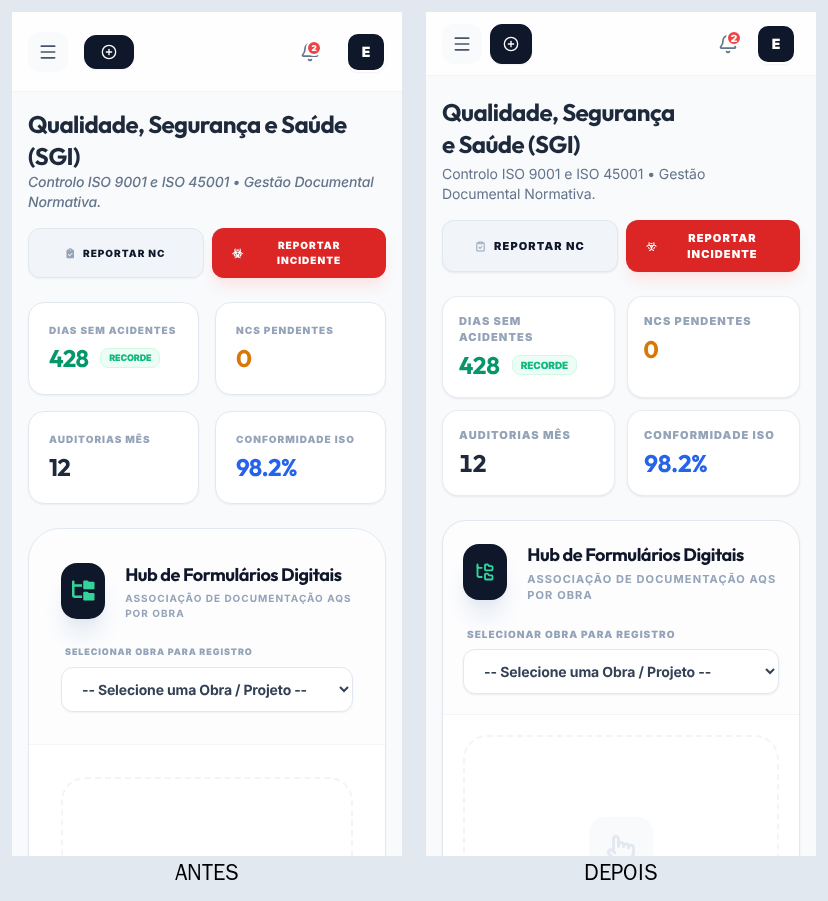 2
E
Qualidade, Segurança e Saúde
(SGI)
Controlo ISO 9001 e ISO 45001 • Gestão Documental
Normativa.
REPORTAR NC
REPORTAR
INCIDENTE
DIAS SEM ACIDENTES
428 RECORDE
NCS PENDENTES
0
AUDITORIAS MÊS
12
CONFORMIDADE ISO
98.2%
Hub de Formulários Digitais
ASSOCIAÇÃO DE DOCUMENTAÇÃO AQS
POR OBRA
SELECIONAR OBRA PARA REGISTRO
-- Selecione uma Obra / Projeto --
ANTES
2
E
Qualidade, Segurança
e Saúde (SGI)
Controlo ISO 9001 e ISO 45001 • Gestão
Documental Normativa.
REPORTAR NC
REPORTAR
INCIDENTE
DIAS SEM
ACIDENTES
428 RECORDE
NCS PENDENTES
0
AUDITORIAS MÊS
12
CONFORMIDADE ISO
98.2%
Hub de Formulários Digitais
ASSOCIAÇÃO DE DOCUMENTAÇÃO AQS
POR OBRA
SELECIONAR OBRA PARA REGISTRO
-- Selecione uma Obra / Projeto --
DEPOIS